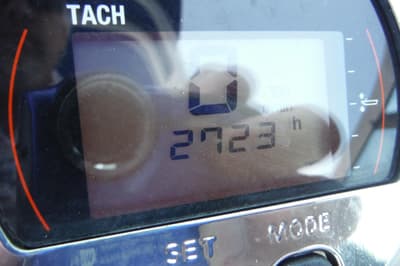 TACH
0
2723 h
SET MODE